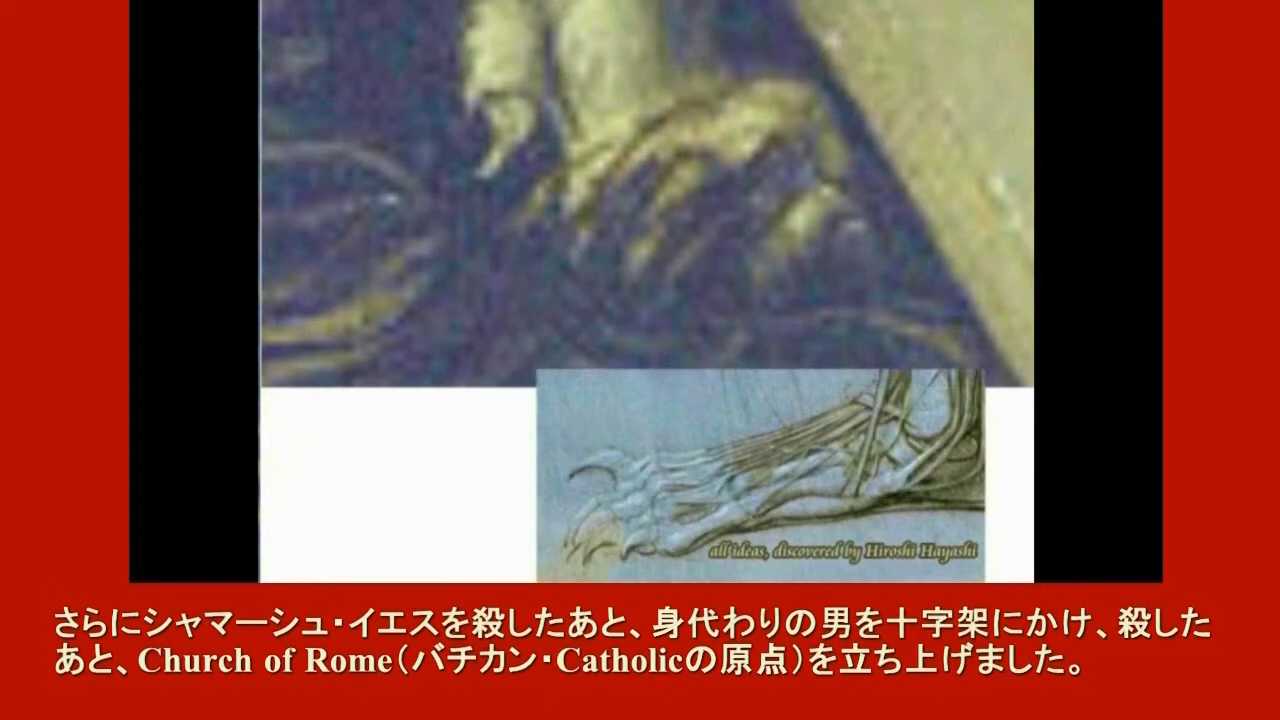 all ideas, discovered by Hiroshi Hayashi
さらにシャマーシュ・イエスを殺したあと、身代わりの男を十字架にかけ、殺した
あと、Church of Rome（バチカン・Catholicの原点）を立ち上げました。